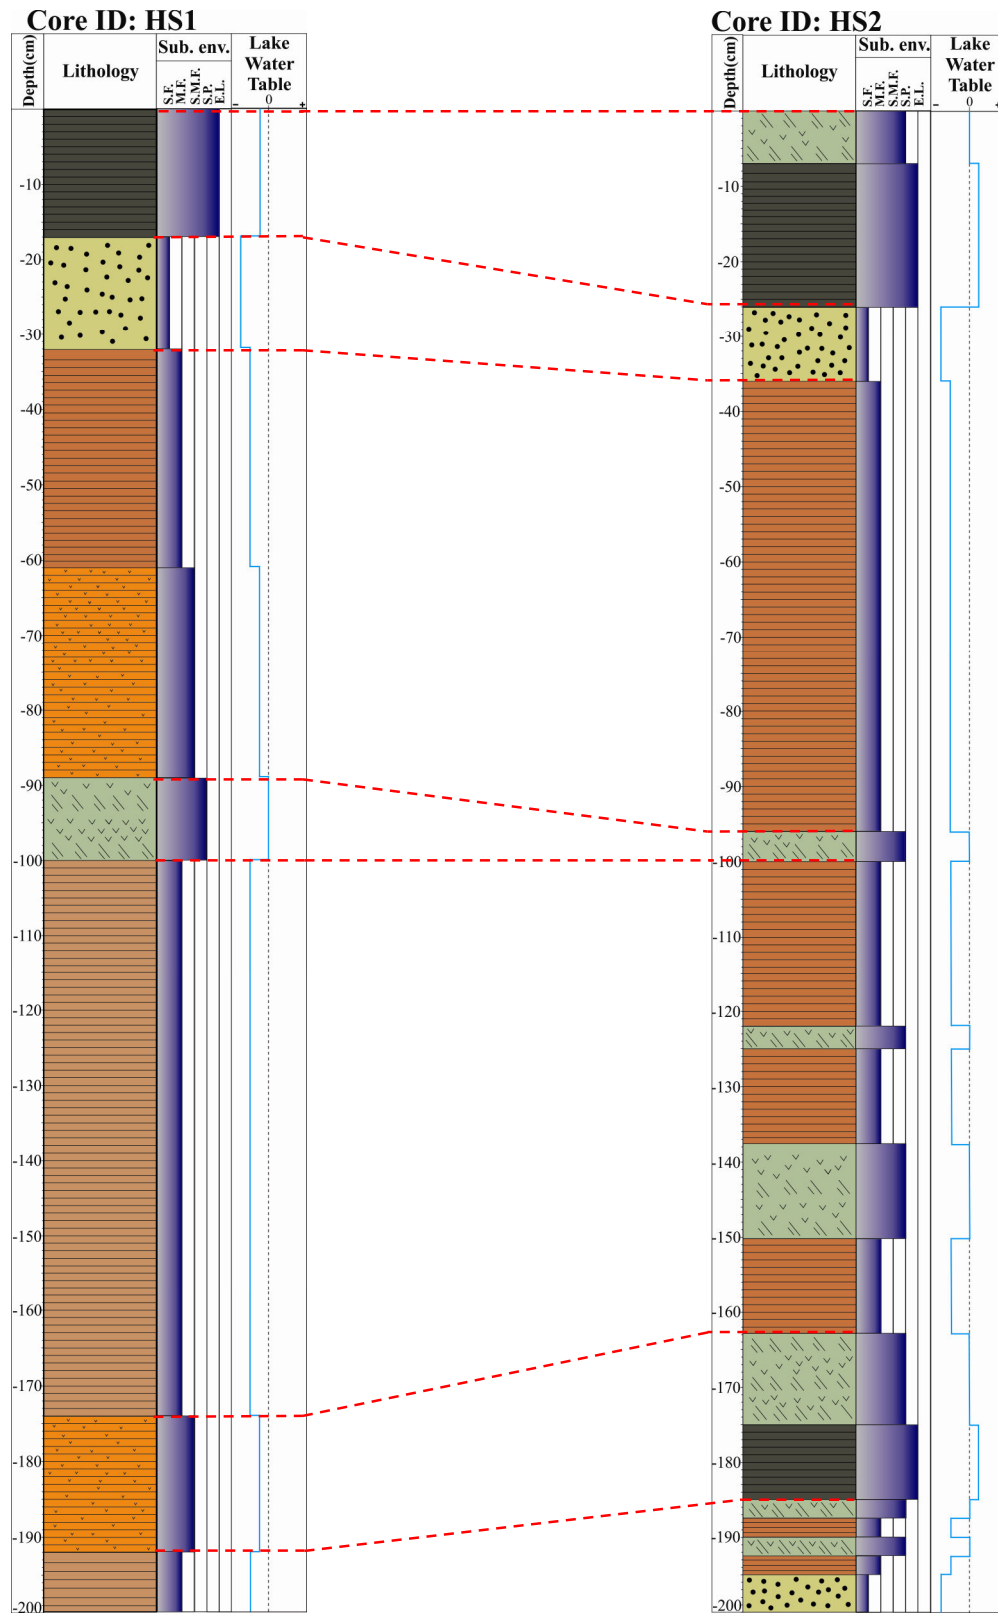 Core ID: HS1
Depth(cm)
Lithology
Sub. env.
S.F.
M.F.
S.M.F.
S.P.
E.L.
Lake
Water
Table
- 0 +
-10
-20
-30
-40
-50
-60
-70
-80
-90
-100
-110
-120
-130
-140
-150
-160
-170
-180
-190
-200
Core ID: HS2
Depth(cm)
Lithology
Sub. env.
S.F.
M.F.
S.M.F.
S.P.
E.L.
Lake
Water
Table
- 0 +
-10
-20
-30
-40
-50
-60
-70
-80
-90
-100
-110
-120
-130
-140
-150
-160
-170
-180
-190
-200